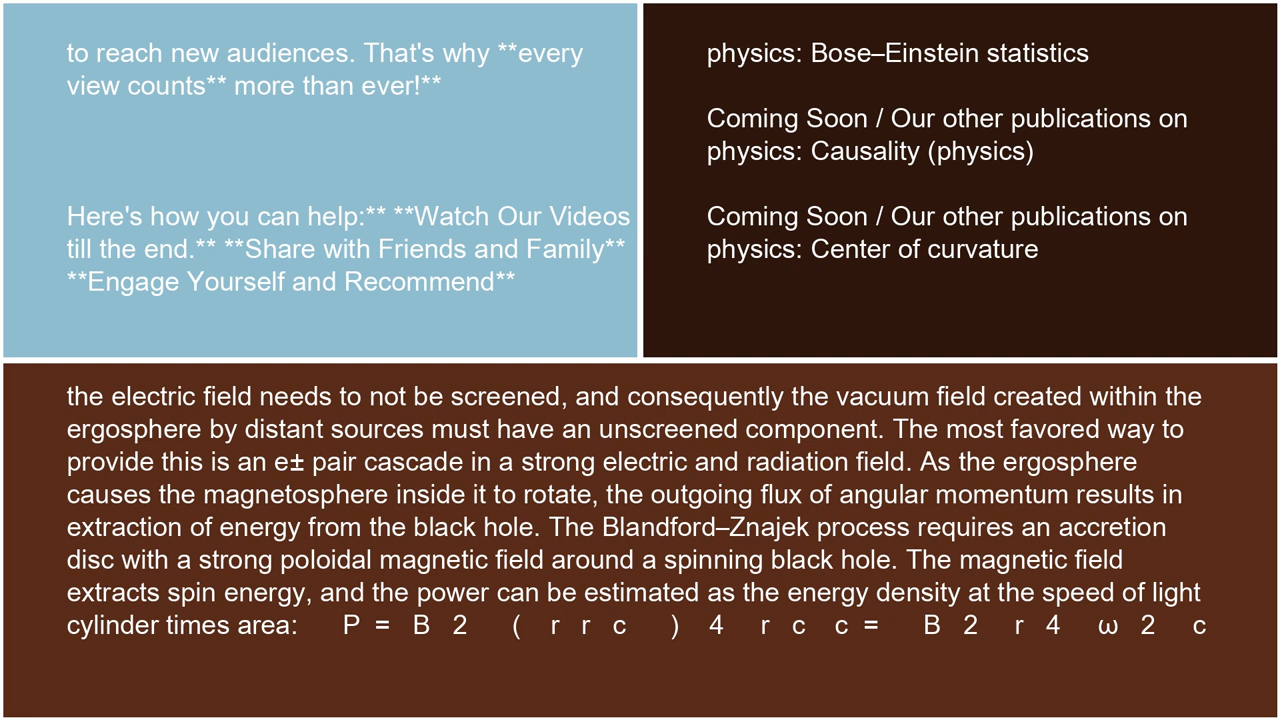 to reach new audiences. That's why **every
view counts** more than ever!**
Here's how you can help:** **Watch Our Videos
till the end.** **Share with Friends and Family**
**Engage Yourself and Recommend**
physics: Bose–Einstein statistics
Coming Soon / Our other publications on
physics: Causality (physics)
Coming Soon / Our other publications on
physics: Center of curvature
the electric field needs to not be screened, and consequently the vacuum field created within the
ergosphere by distant sources must have an unscreened component. The most favored way to
provide this is an e± pair cascade in a strong electric and radiation field. As the ergosphere
causes the magnetosphere inside it to rotate, the outgoing flux of angular momentum results in
extraction of energy from the black hole. The Blandford–Znajek process requires an accretion
disc with a strong poloidal magnetic field around a spinning black hole. The magnetic field
extracts spin energy, and the power can be estimated as the energy density at the speed of light
cylinder times area: P = B 2 ( r r c ) 4 r c c = B 2 r 4 ω 2 c